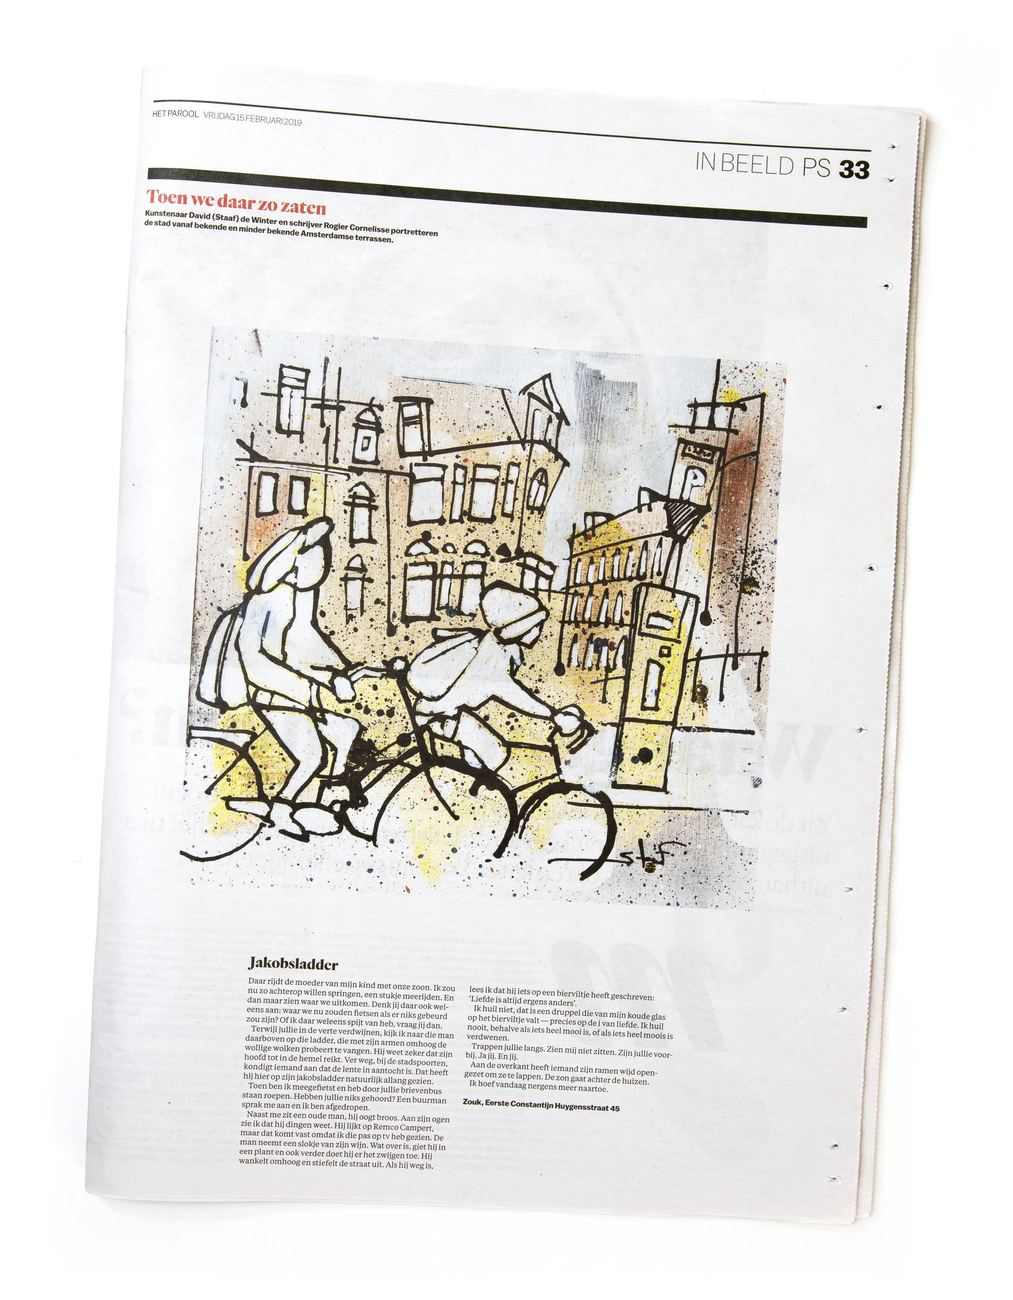 HET PAROOL VRIJDAG 15 FEBRUARI 2019
IN BEELD PS 33
Toen we daar zo zaten
Kunstenaar David (Staaf) de Winter en schrijver Rogier Cornelisse portretteren
de stad vanaf bekende en minder bekende Amsterdamse terrassen.
P
Jakobsladder
Daar rijdt de moeder van mijn kind met onze zoon. Ik zou
nu zo achterop willen springen, een stukje meerijden. En
dan maar zien waar we uitkomen. Denk jij daar ook wel-
eens aan: waar we nu zouden fietsen als er niks gebeurd
zou zijn? Of ik daar weleens spijt van heb, vraag jij dan.
Terwijl jullie in de verte verdwijnen, kijk ik naar die man
daarboven op die ladder, die met zijn armen omhoog de
wollige wolken probeert te vangen. Hij weet zeker dat zijn
hoofd tot in de hemel reikt. Ver weg, bij de stadspoorten,
kondigt iemand aan dat de lente in aantocht is. Dat heeft
hij hier op zijn jakobsladder natuurlijk allang gezien.
Toen ben ik meegefietst en heb door jullie brievenbus
staan roepen. Hebben jullie niks gehoord? Een buurman
sprak me aan en ik ben afgedropen.
Naast me zit een oude man, hij oogt broos. Aan zijn ogen
zie ik dat hij dingen weet. Hij lijkt op Remco Campert,
maar dat komt vast omdat ik die pas op tv heb gezien. De
man neemt een slokje van zijn wijn. Wat over is, giet hij in
een plant en ook verder doet hij er het zwijgen toe. Hij
wankelt omhoog en stiefelt de straat uit. Als hij weg is,
lees ik dat hij iets op een bierviltje heeft geschreven:
'Liefde is altijd ergens anders'.
Ik huil niet, dat is een druppel die van mijn koude glas
op het bierviltje valt — precies op de i van liefde. Ik huil
nooit, behalve als iets heel mooi is, of als iets heel moois is
verdwenen.
Trappen jullie langs. Zien mij niet zitten. Zijn jullie voor-
bij. Ja jij. En jij.
Aan de overkant heeft iemand zijn ramen wijd open-
gezet om ze te lappen. De zon gaat achter de huizen.
Ik hoef vandaag nergens meer naartoe.
Zouk, Eerste Constantijn Huygensstraat 45